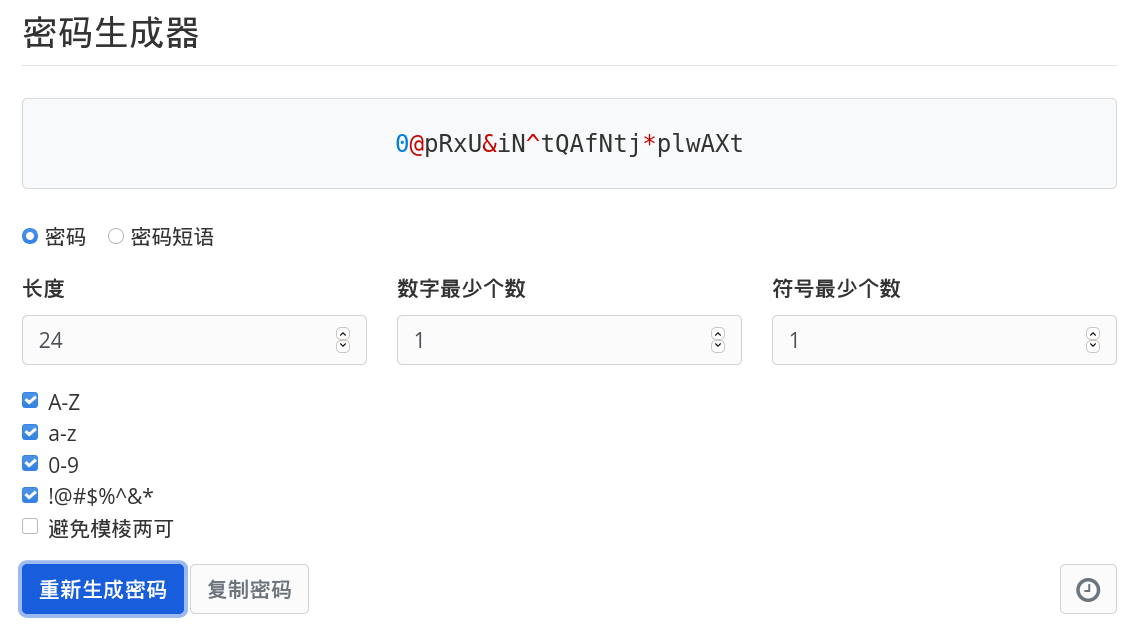 密码生成器
0@pRxU&iN^tQAfNtj*plwAXt
密码 密码短语
长度 数字最少个数 符号最少个数
24 1 1
A-Z
a-z
0-9
!@#$%^&*
避免模棱两可
重新生成密码 复制密码